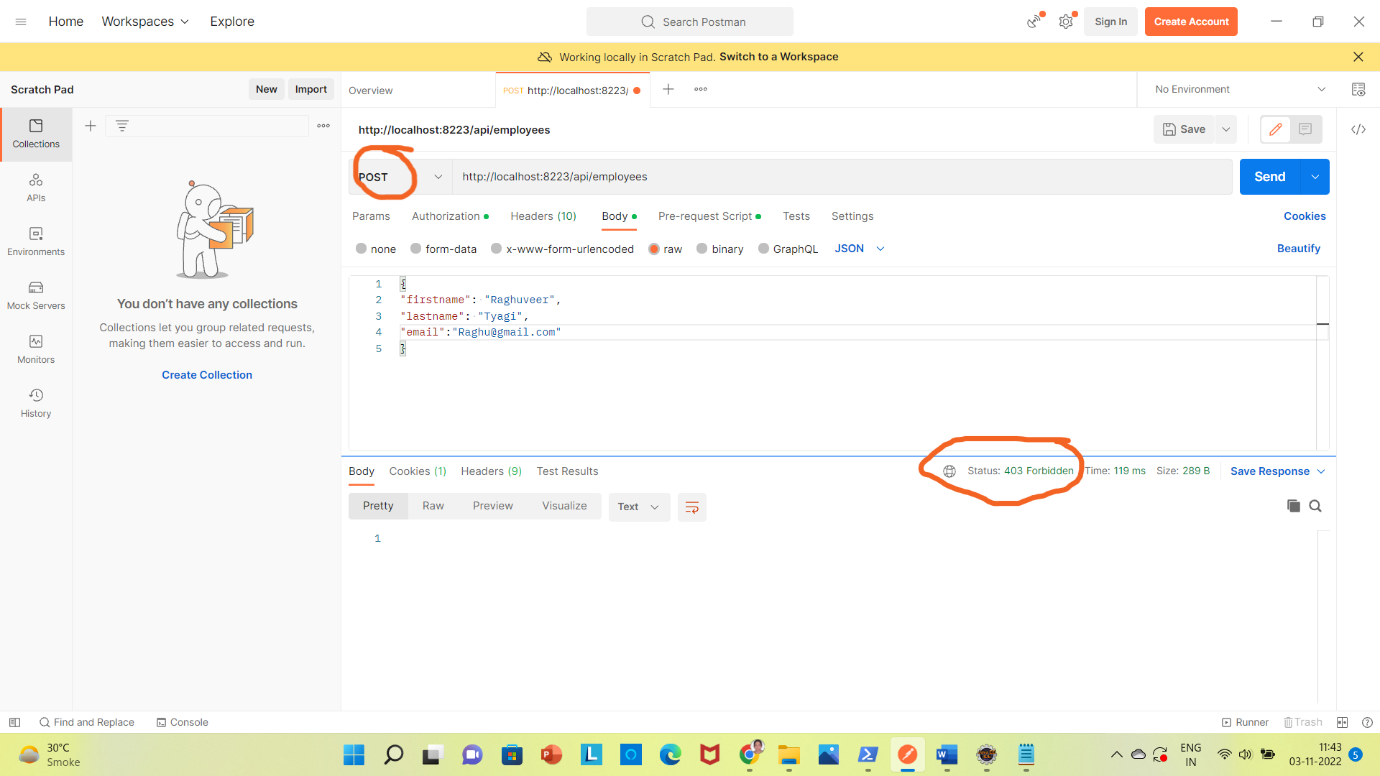 Home
Workspaces
Explore
Search Postman
Sign In
Create Account
Working locally in Scratch Pad. Switch to a Workspace
Scratch Pad
New
Import
Overview
POST http://localhost:8223/
No Environment
Collections
APIs
Environments
Mock Servers
Monitors
History
You don't have any collections
Collections let you group related requests,
making them easier to access and run.
Create Collection
http://localhost:8223/api/employees
Save
POST
http://localhost:8223/api/employees
Send
Params
Authorization
Headers (10)
Body
Pre-request Script
Tests
Settings
Cookies
none
form-data
x-www-form-urlencoded
raw
binary
GraphQL
JSON
Beautify
1 {
2 "firstname": "Raghuveer",
3 "lastname": "Tyagi",
4 "email":"Raghu@gmail.com"
5 }
Body
Cookies (1)
Headers (9)
Test Results
Status: 403 Forbidden
Time: 119 ms
Size: 289 B
Save Response
Pretty
Raw
Preview
Visualize
Text
1
Find and Replace
Console
Runner
Trash
30°C
Smoke
ENG
IN
11:43
03-11-2022
5